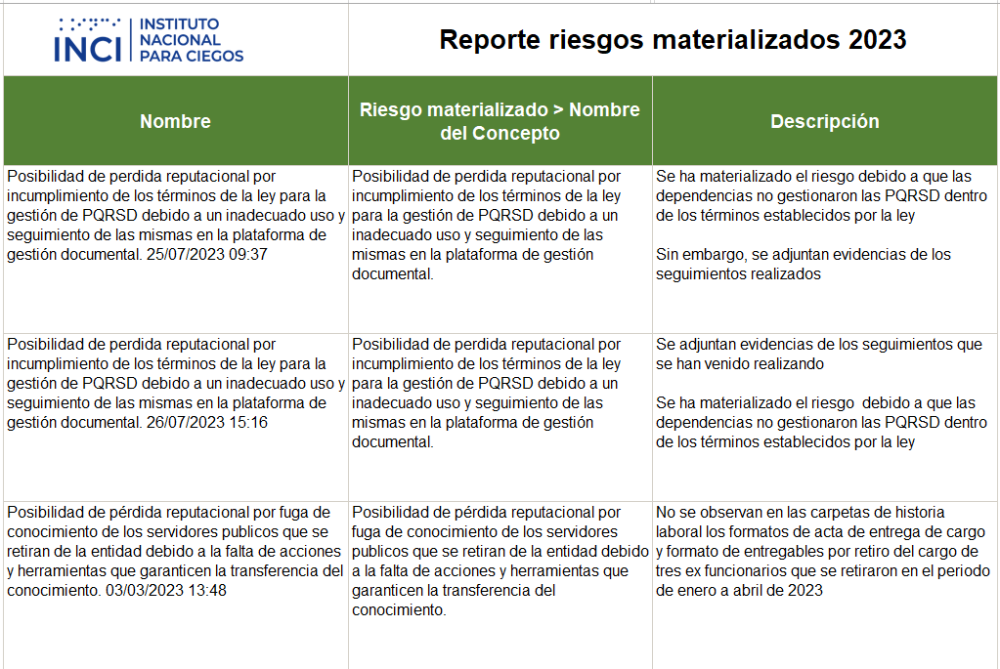 INCI
INSTITUTO
NACIONAL
PARA CIEGOS
Reporte riesgos materializados 2023
Nombre
Riesgo materializado > Nombre
del Concepto
Descripción
Posibilidad de perdida reputacional por
incumplimiento de los términos de la ley para la
gestión de PQRSD debido a un inadecuado uso y
seguimiento de las mismas en la plataforma de
gestión documental. 25/07/2023 09:37
Posibilidad de perdida reputacional por
incumplimiento de los términos de la ley
para la gestión de PQRSD debido a un
inadecuado uso y seguimiento de las
mismas en la plataforma de gestión
documental.
Se ha materializado el riesgo debido a que las
dependencias no gestionaron las PQRSD dentro
de los términos establecidos por la ley
Sin embargo, se adjuntan evidencias de los
seguimientos realizados
Posibilidad de perdida reputacional por
incumplimiento de los términos de la ley para la
gestión de PQRSD debido a un inadecuado uso y
seguimiento de las mismas en la plataforma de
gestión documental. 26/07/2023 15:16
Posibilidad de perdida reputacional por
incumplimiento de los términos de la ley
para la gestión de PQRSD debido a un
inadecuado uso y seguimiento de las
mismas en la plataforma de gestión
documental.
Se adjuntan evidencias de los seguimientos que
se han venido realizando
Se ha materializado el riesgo  debido a que las
dependencias no gestionaron las PQRSD dentro
de los términos establecidos por la ley
Posibilidad de pérdida reputacional por fuga de
conocimiento de los servidores publicos que se
retiran de la entidad debido a la falta de acciones
y herramientas que garanticen la transferencia del
conocimiento. 03/03/2023 13:48
Posibilidad de pérdida reputacional por
fuga de conocimiento de los servidores
publicos que se retiran de la entidad debido
a la falta de acciones y herramientas que
garanticen la transferencia del
conocimiento.
No se observan en las carpetas de historia
laboral los formatos de acta de entrega de cargo
y formato de entregables por retiro del cargo de
tres ex funcionarios que se retiraron en el periodo
de enero a abril de 2023